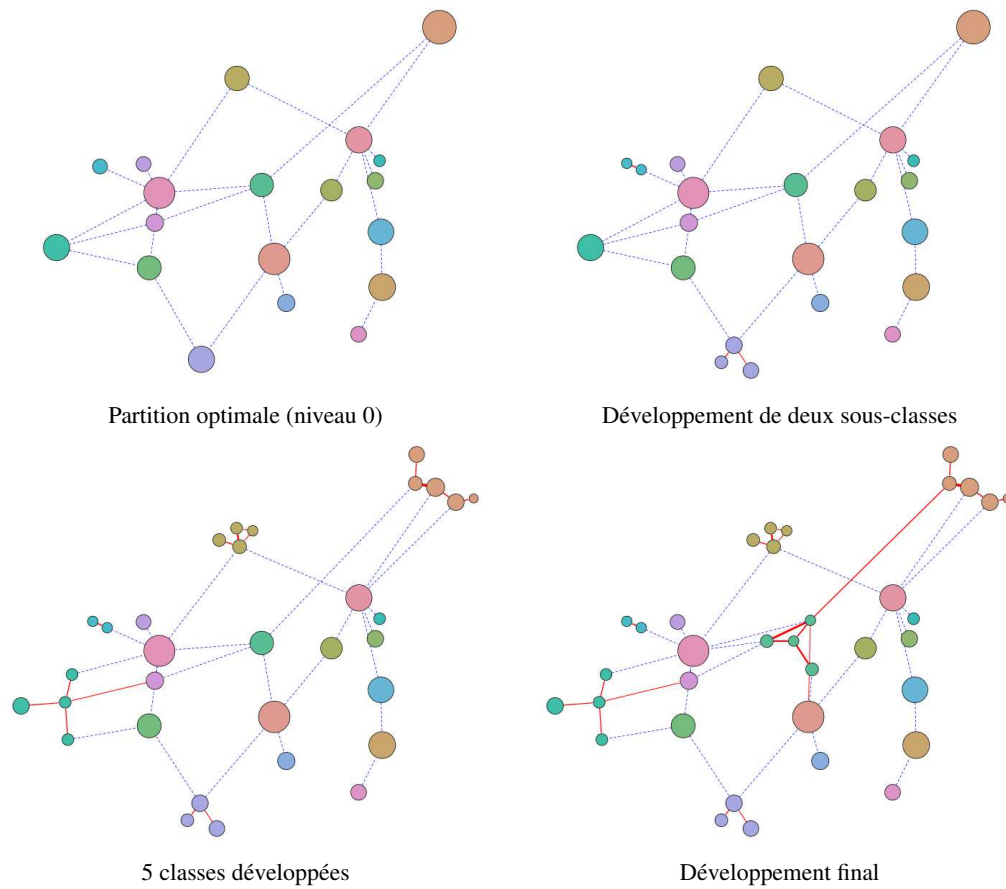 Partition optimale (niveau 0)
Développement de deux sous-classes
5 classes développées
Développement final